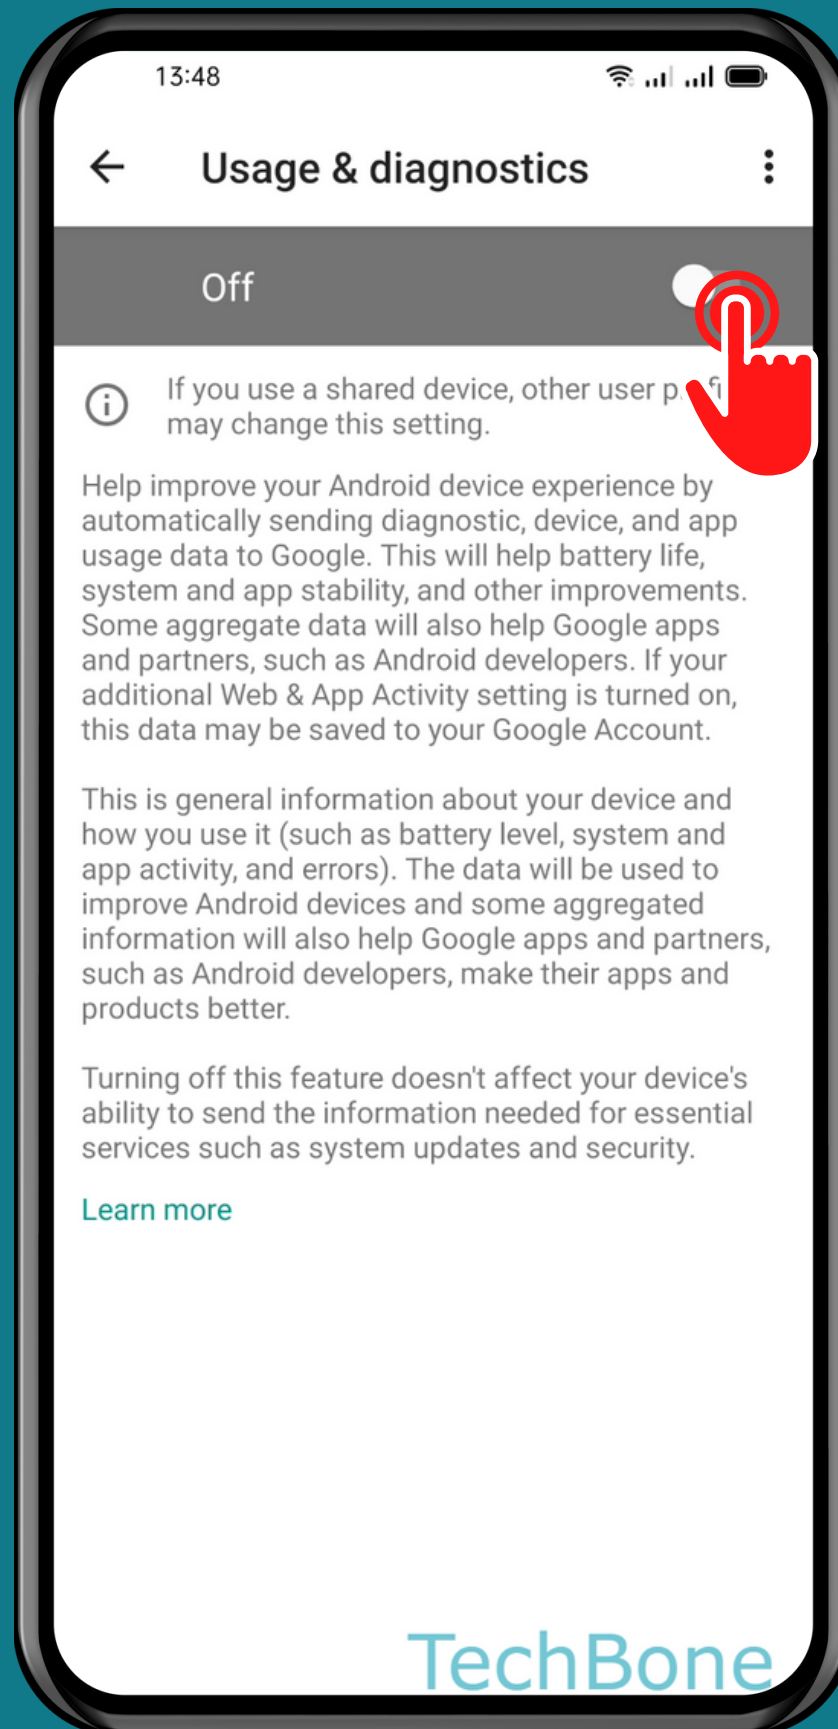 13:48
Usage & diagnostics
Off
If you use a shared device, other user
may change this setting.
Help improve your Android device experience by
automatically sending diagnostic, device, and app
usage data to Google. This will help battery life,
system and app stability, and other improvements.
Some aggregate data will also help Google apps
and partners, such as Android developers. If your
additional Web & App Activity setting is turned on,
this data may be saved to your Google Account.
This is general information about your device and
how you use it (such as battery level, system and
app activity, and errors). The data will be used to
improve Android devices and some aggregated
information will also help Google apps and partners,
such as Android developers, make their apps and
products better.
Turning off this feature doesn't affect your device's
ability to send the information needed for essential
services such as system updates and security.
Learn more
TechBone